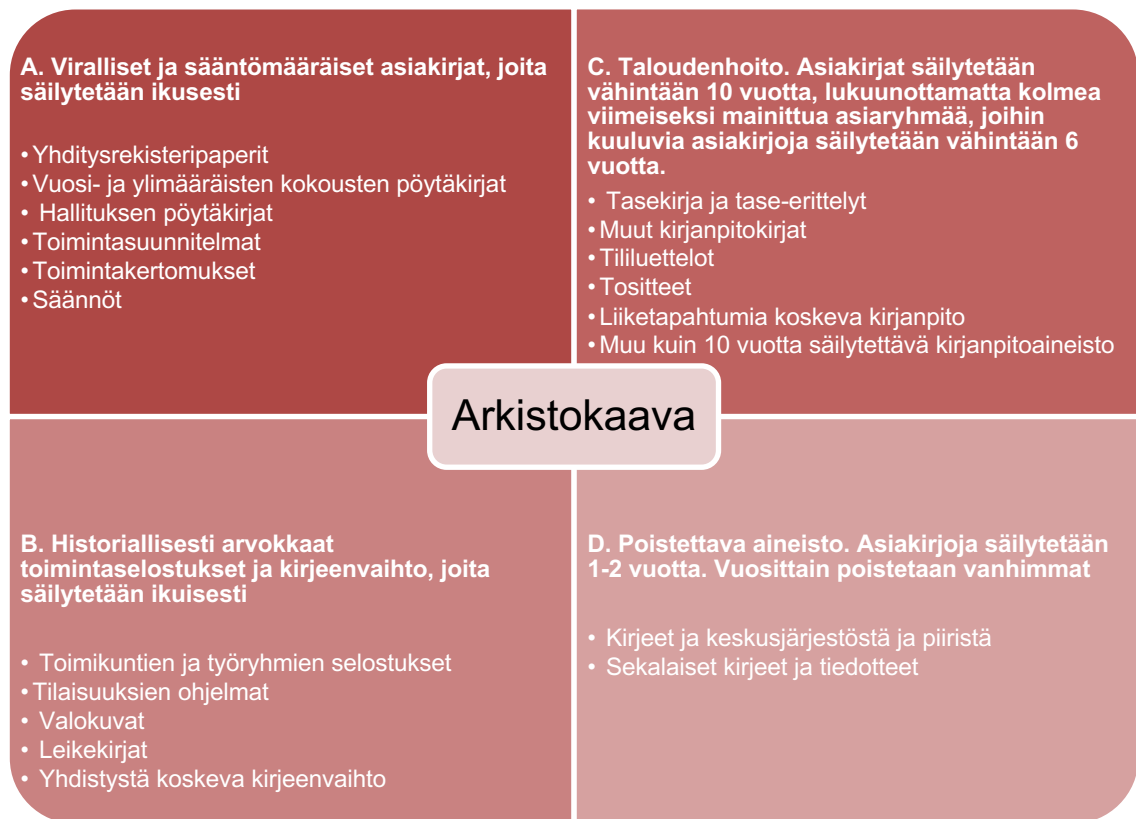 A. Viralliset ja sääntömääräiset asiakirjat, joita
säilytetään ikusesti
• Yhditysrekisteripaperit
• Vuosi- ja ylimääräisten kokousten pöytäkirjat
• Hallituksen pöytäkirjat
• Toimintasuunnitelmat
• Toimintakertomukset
• Säännöt
C. Taloudenhoito. Asiakirjat säilytetään
vähintään 10 vuotta, lukuunottamatta kolmea
viimeiseksi mainittua asiaryhmää, joihin
kuuluvia asiakirjoja säilytetään vähintään 6
vuotta.
• Tasekirja ja tase-erittelyt
• Muut kirjanpitokirjat
• Tililuettelot
• Tositteet
• Liiketapahtumia koskeva kirjanpito
• Muu kuin 10 vuotta säilytettävä kirjanpitoaineisto
Arkistokaava
B. Historiallisesti arvokkaat
toimintaselostukset ja kirjeenvaihto, joita
säilytetään ikuisesti
• Toimikuntien ja työryhmien selostukset
• Tilaisuuksien ohjelmat
• Valokuvat
• Leikekirjat
• Yhdistystä koskeva kirjeenvaihto
D. Poistettava aineisto. Asiakirjoja säilytetään
1-2 vuotta. Vuosittain poistetaan vanhimmat
• Kirjeet ja keskusjärjestöstä ja piiristä
• Sekalaiset kirjeet ja tiedotteet